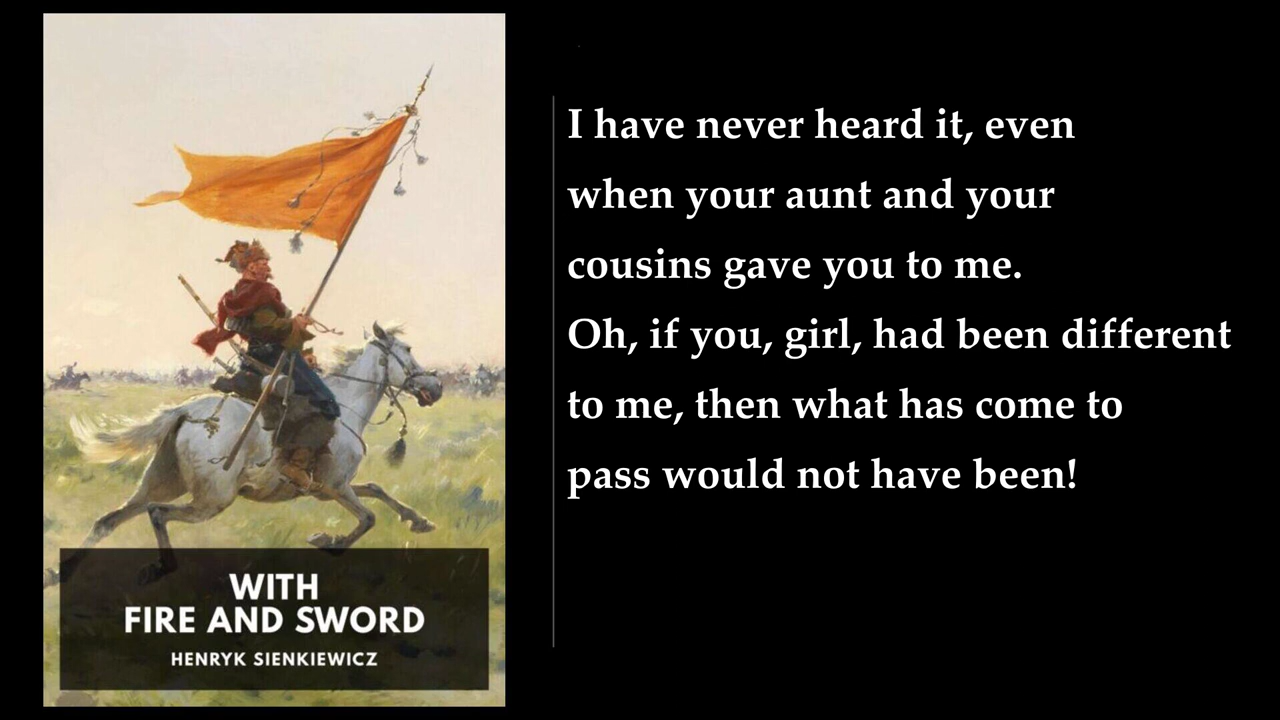 WITH
FIRE AND SWORD
HENRYK SIENKIEWICZ
I have never heard it, even
when your aunt and your
cousins gave you to me.
Oh, if you, girl, had been different
to me, then what has come to
pass would not have been!